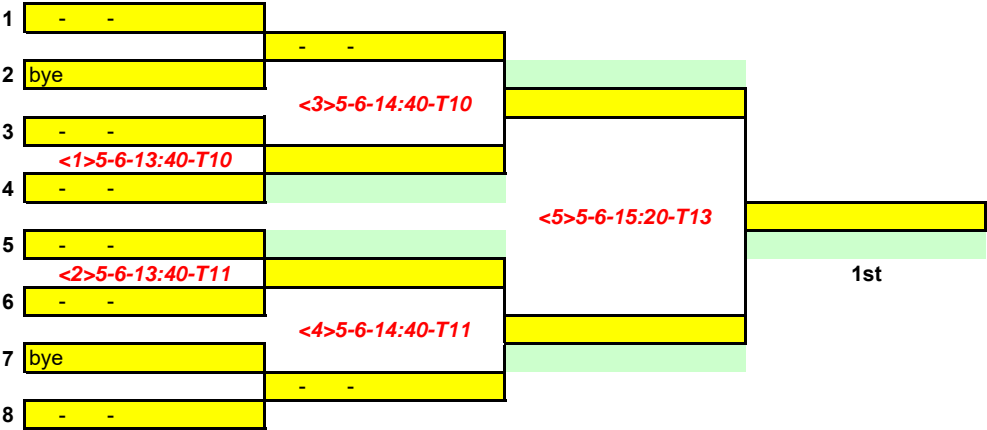 1 - -
- -
2 bye
<3>5-6-14:40-T10
3 - -
<1>5-6-13:40-T10
4 - -
<5>5-6-15:20-T13
5 - -
<2>5-6-13:40-T11
1st
6 - -
<4>5-6-14:40-T11
7 bye
- -
8 - -